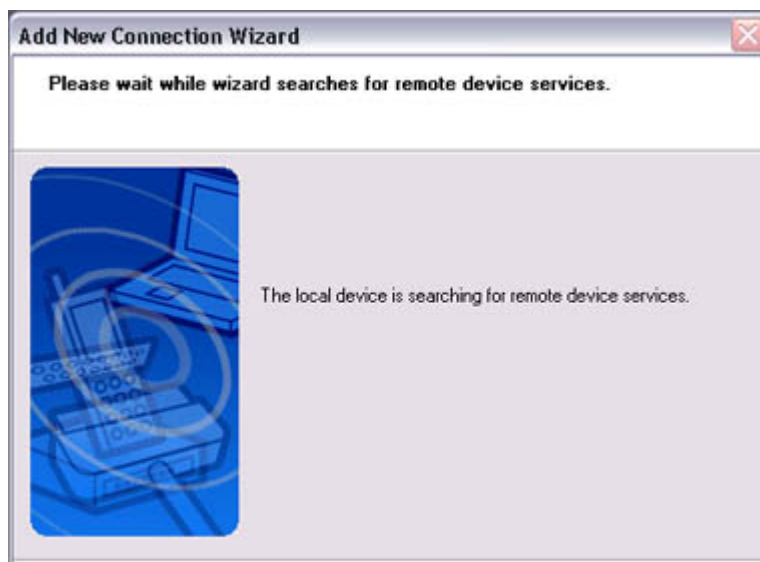 Add New Connection Wizard
Please wait while wizard searches for remote device services.
The local device is searching for remote device services.